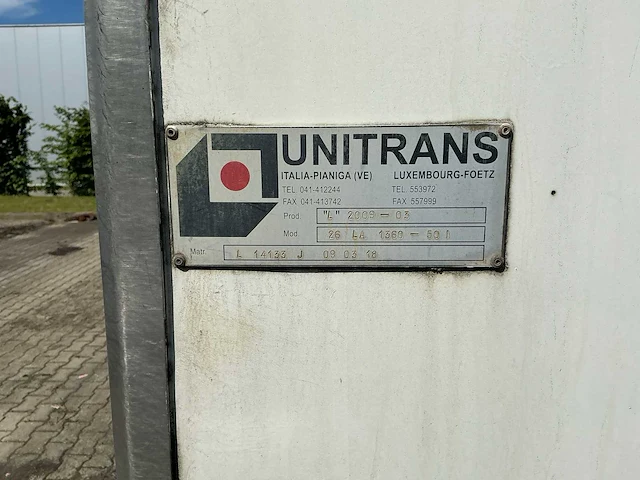 UNITRANS
ITALIA-PIANIGA (VE) LUXEMBOURG-FOETZ
TEL. 041-412244 TEL. 553972
FAX. 041-413742 FAX. 557999
Prod. "L" 2009 - 03
Mod. 26 LA 1360 - 50
Matr. L 14133 J 09 03 18